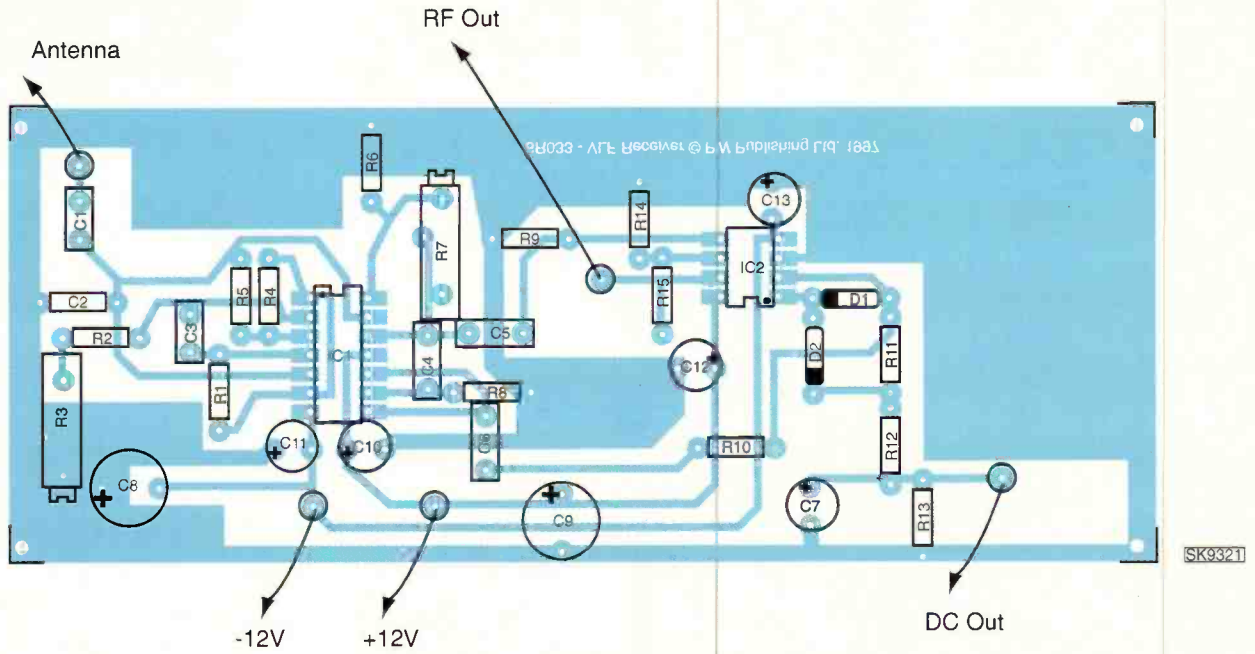 RF Out
Antenna
SR033 - VLF Receiver © PW Publishing Ltd. 1997
R6
R14
C13
C1
R7
R9
IC2
R5
R4
R15
D1
C2
R2
C3
IC1
C5
R11
C4
C12
D2
R1
R8
R3
C11
C10
C6
R10
R12
C8
C9
C7
R13
SK9321
-12V
+12V
DC Out